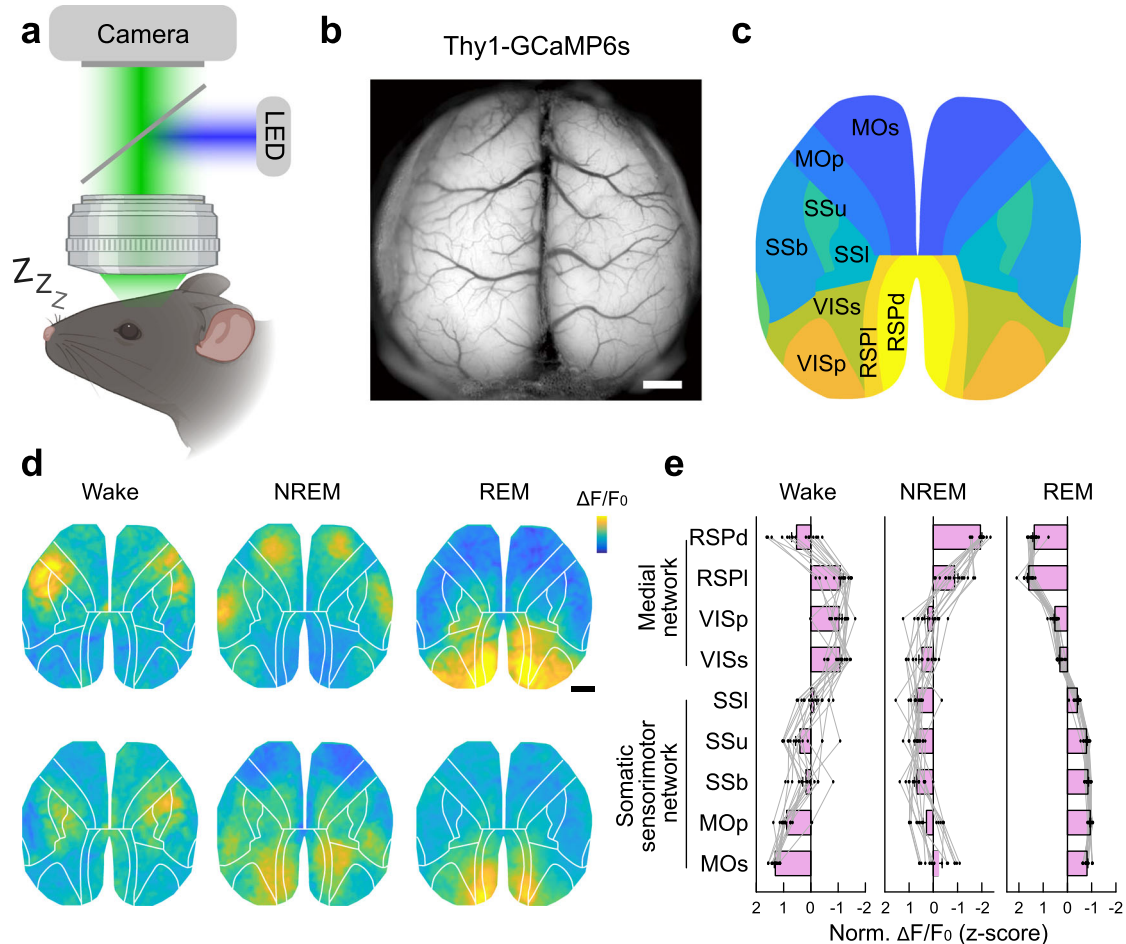 a
Camera
LED
Z
Z
Z
b
Thy1-GCaMP6s
c
MOs
MOp
SSu
SSb
SSl
VISs
VISp
RSPl
RSPd
d
Wake
NREM
REM
ΔF/F0
e
Wake
NREM
REM
Medial
network
Somatic
sensorimotor
network
RSPd
RSPl
VISp
VISs
SSl
SSu
SSb
MOp
MOs
2 1 0 -1 -2
2 1 0 -1 -2
2 1 0 -1 -2
Norm. ΔF/F0 (z-score)